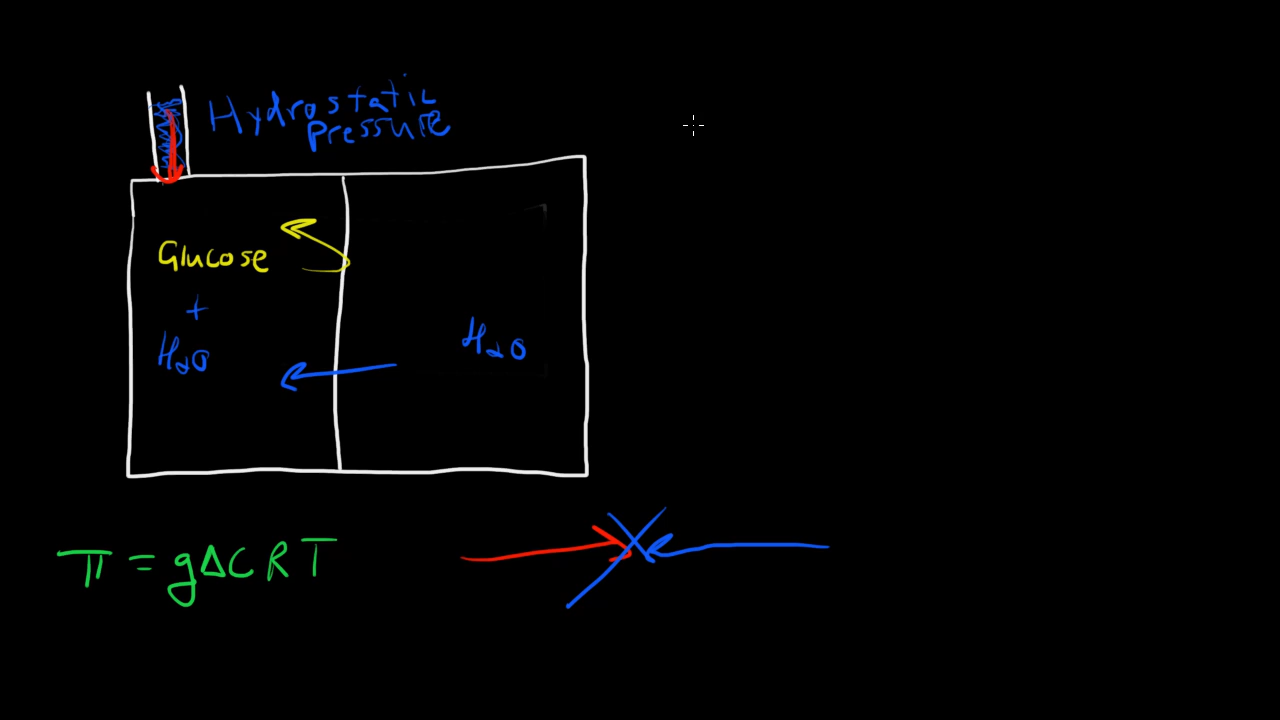 Hydrostatic
Pressure
Glucose
+
H2O
H2O
π = gΔCRT